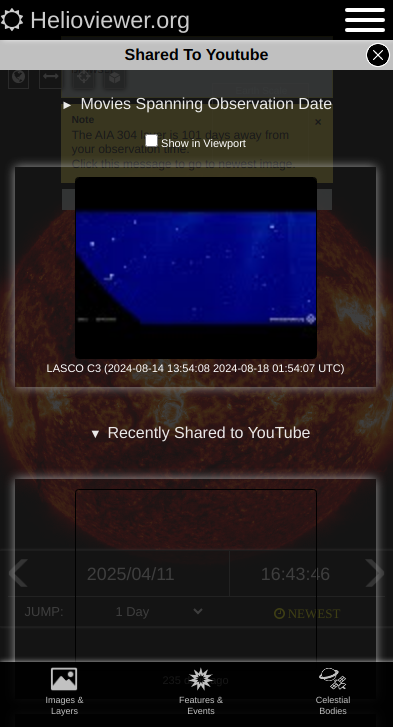 Helioviewer.org
Shared To Youtube
► Movies Spanning Observation Date
Note
The AIA 304 layer is 101 days away from
your observation time.
Click this message to go to newest image.
×
Show in Viewport
LASCO C3 (2024-08-14 13:54:08 2024-08-18 01:54:07 UTC)
▼ Recently Shared to YouTube
2025/04/11 16:43:46
JUMP: 1 Day NEWEST
Images &
Layers
Features &
Events
Celestial
Bodies